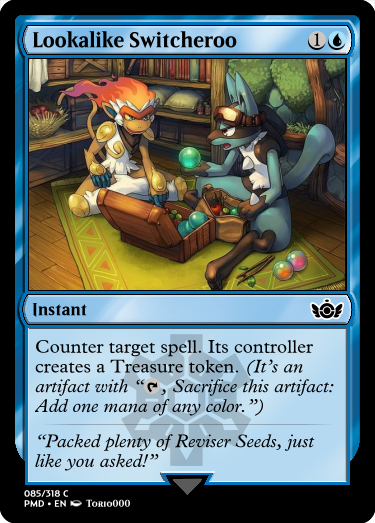 Lookalike Switcheroo 1
Instant
Counter target spell. Its controller
creates a Treasure token. (It's an
artifact with “, Sacrifice this artifact:
Add one mana of any color.”)
“Packed plenty of Reviser Seeds, just
like you asked!”
085/318 C
PMD • EN Torio000